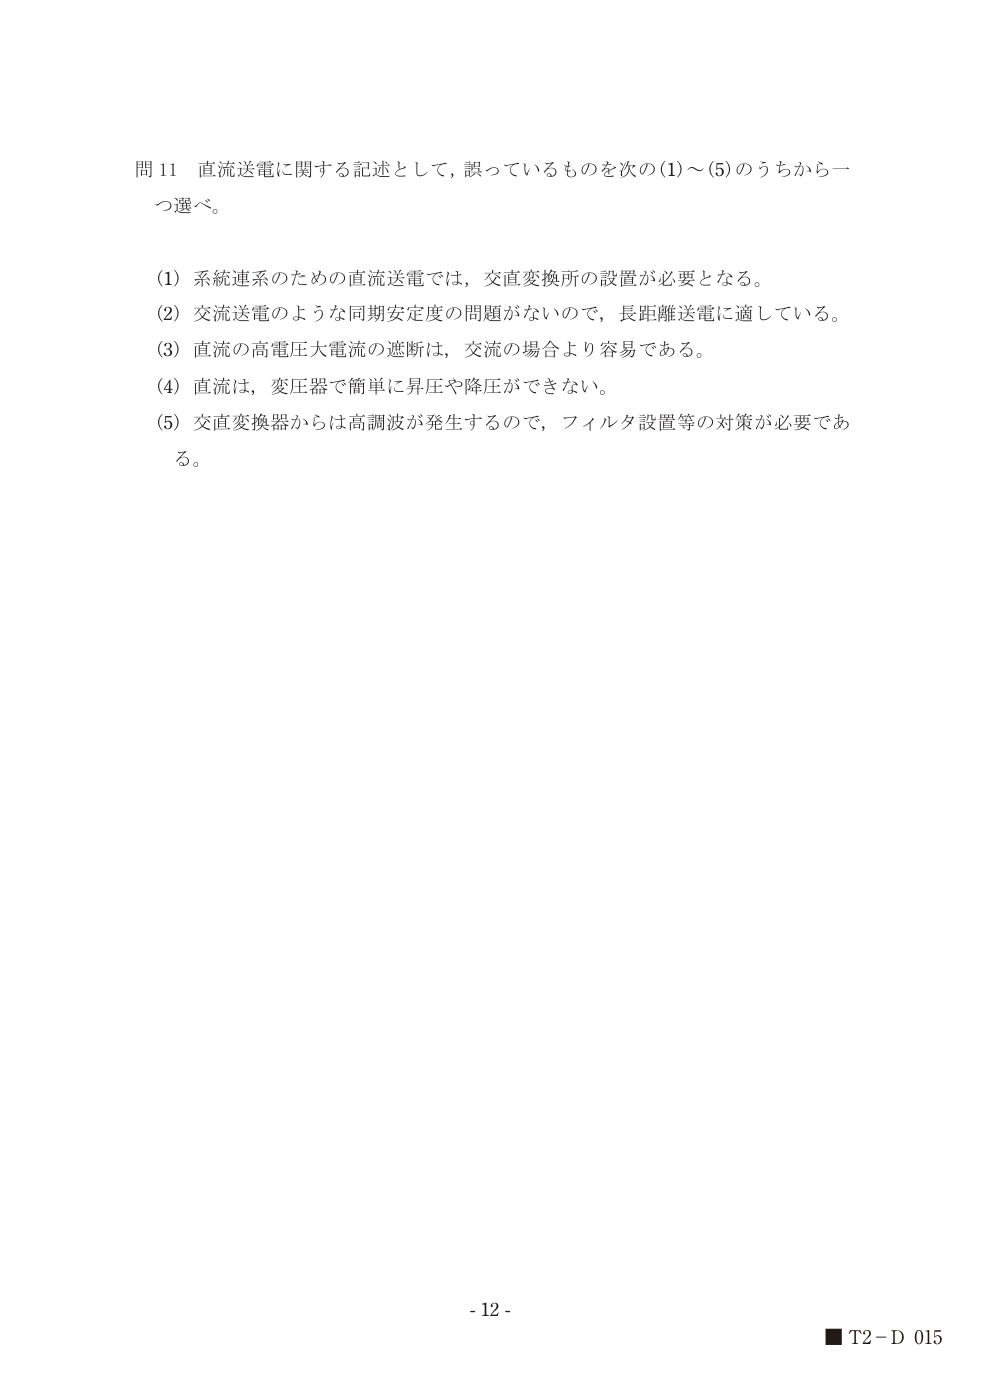 問 11　直流送電に関する記述として, 誤っているものを次の(1)～(5)のうちから一
つ選べ。
(1) 系統連系のための直流送電では，交直変換所の設置が必要となる。
(2) 交流送電のような同期安定度の問題がないので，長距離送電に適している。
(3) 直流の高電圧大電流の遮断は，交流の場合より容易である。
(4) 直流は，変圧器で簡単に昇圧や降圧ができない。
(5) 交直変換器からは高調波が発生するので，フィルタ設置等の対策が必要であ
る。
- 12 -
■ T2－D 015